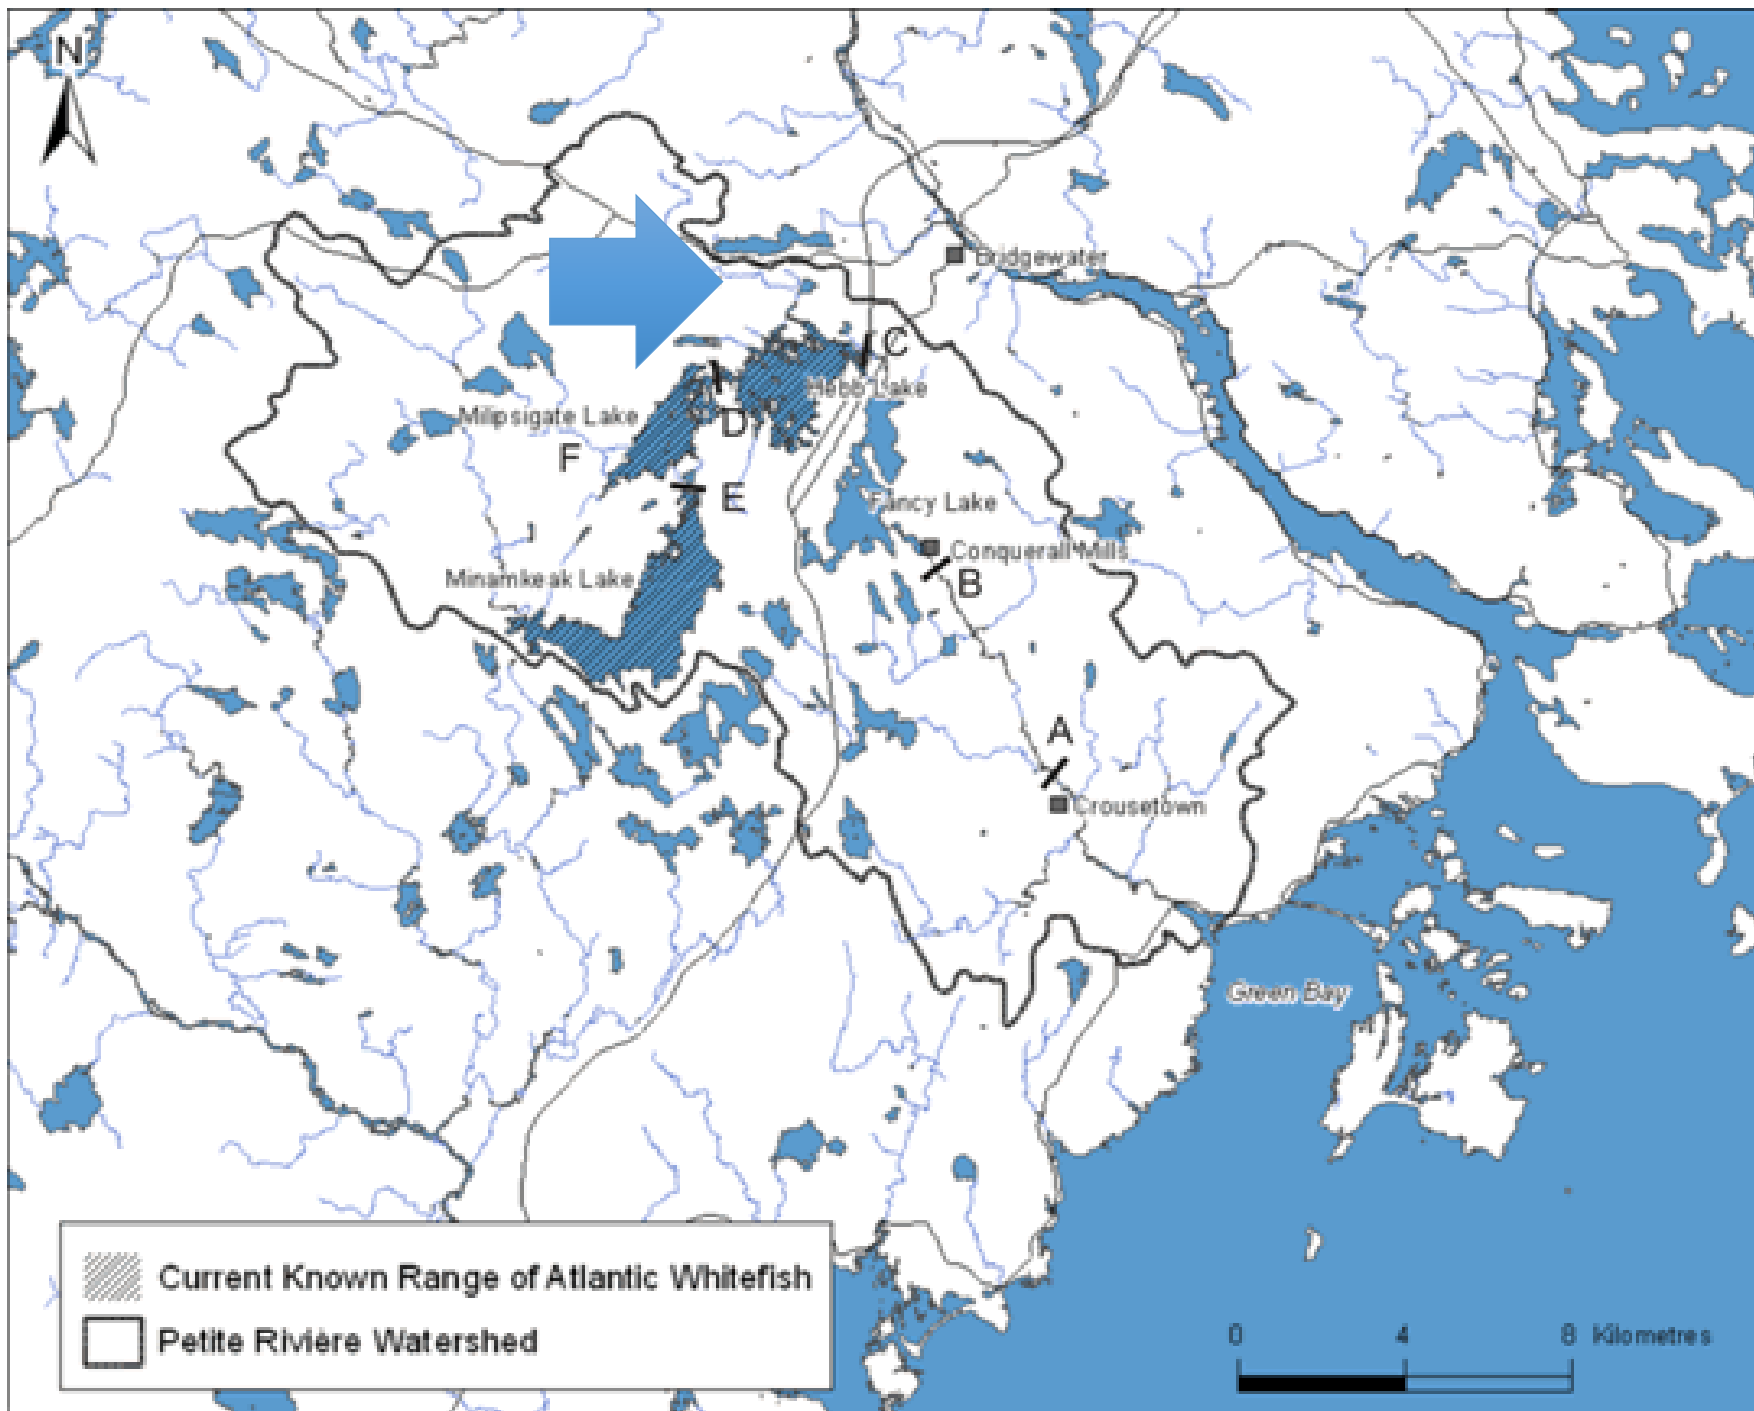 N
Bridgewater
C
Hebb Lake
Milipsigate Lake
D
F
E
Fancy Lake
Conquerall Mills
Minamkeak Lake
B
A
Crousetown
Green Bay
Current Known Range of Atlantic Whitefish
Petite Rivière Watershed
0 4 8 Kilometres